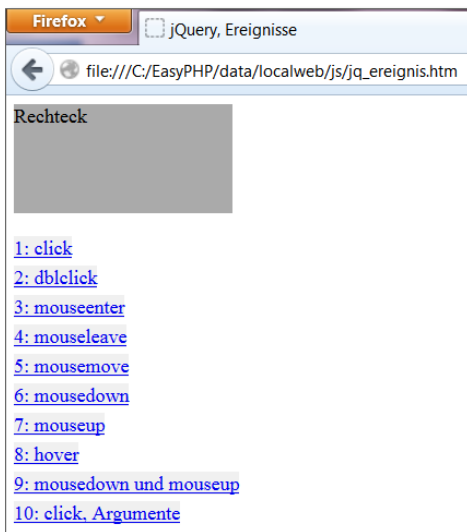 Firefox
jQuery, Ereignisse
file:///C:/EasyPHP/data/localweb/js/jq_ereignis.htm
Rechteck
1: click
2: dblclick
3: mouseenter
4: mouseleave
5: mousemove
6: mousedown
7: mouseup
8: hover
9: mousedown und mouseup
10: click, Argumente